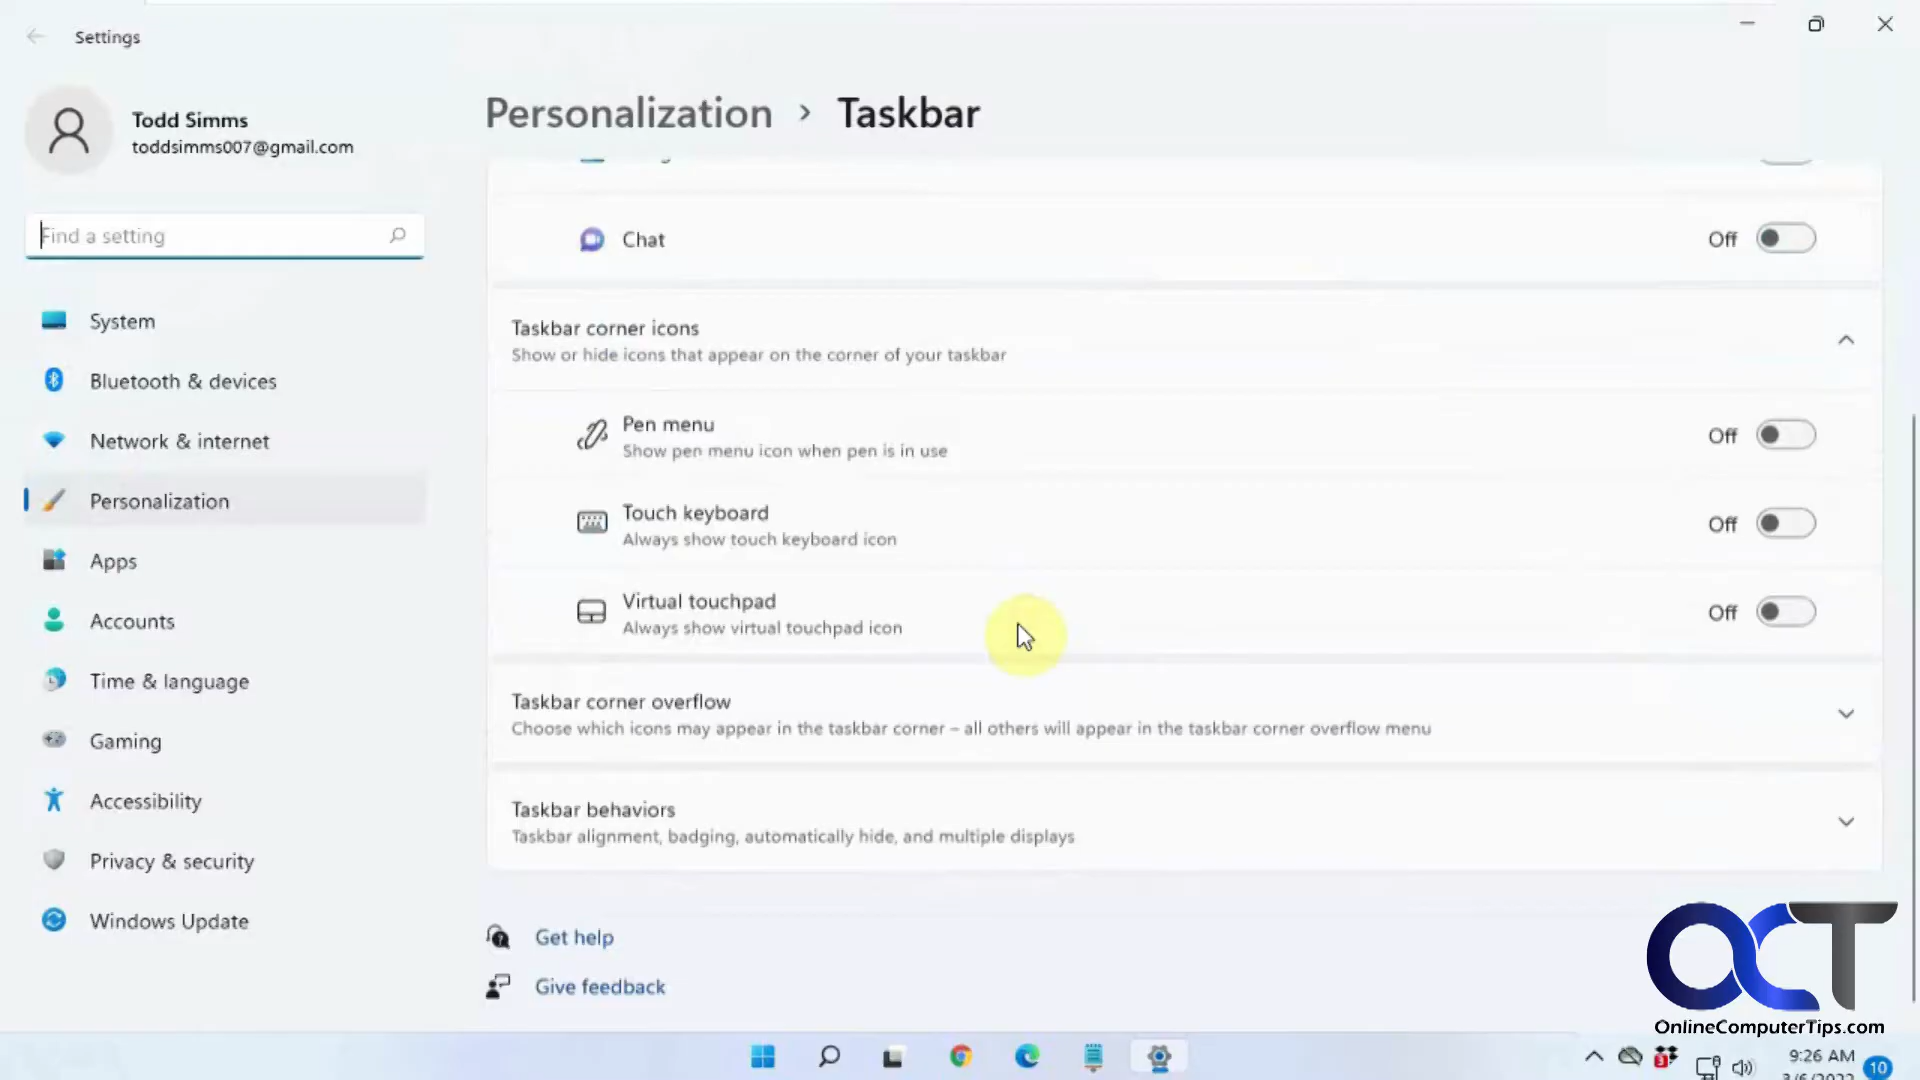 Settings
Todd Simms
toddsimms007@gmail.com
Find a setting
System
Bluetooth & devices
Network & internet
Personalization
Apps
Accounts
Time & language
Gaming
Accessibility
Privacy & security
Windows Update
Personalization > Taskbar
Chat
Off
Taskbar corner icons
Show or hide icons that appear on the corner of your taskbar
Pen menu
Show pen menu icon when pen is in use
Off
Touch keyboard
Always show touch keyboard icon
Off
Virtual touchpad
Always show virtual touchpad icon
Off
Taskbar corner overflow
Choose which icons may appear in the taskbar corner – all others will appear in the taskbar corner overflow menu
Taskbar behaviors
Taskbar alignment, badging, automatically hide, and multiple displays
Get help
Give feedback
OCT
OnlineComputerTips.com
3
9:26 AM
3/6/2022
10